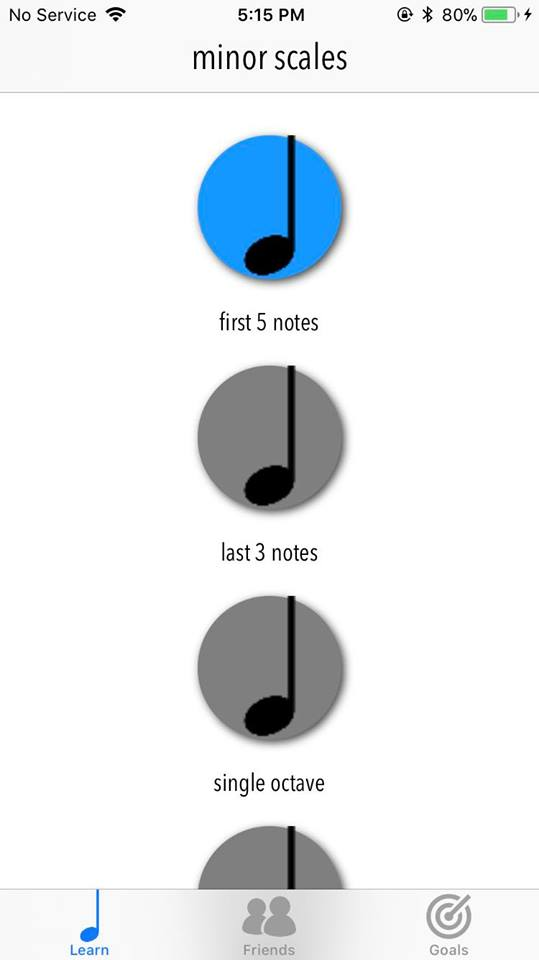 No Service 5:15 PM 80%
minor scales
first 5 notes
last 3 notes
single octave
Learn Friends Goals